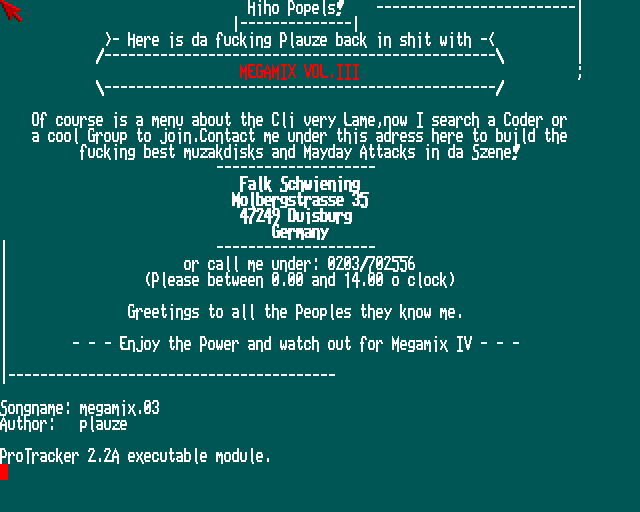 Hiho Popels!
>- Here is da fucking Plauze back in shit with -<
MEGAMIX VOL.III
Of course is a menu about the Cli very Lame,now I search a Coder or
a cool Group to join.Contact me under this adress here to build the
fucking best muzakdisks and Mayday Attacks in da Szene!
Falk Schwiening
Molbergstrasse 35
47249 Duisburg
Germany
or call me under: 0203/702556
(Please between 0.00 and 14.00 o clock)
Greetings to all the Peoples they know me.
- - - Enjoy the Power and watch out for Megamix IV - - -
Songname: megamix.03
Author: plauze
ProTracker 2.2A executable module.